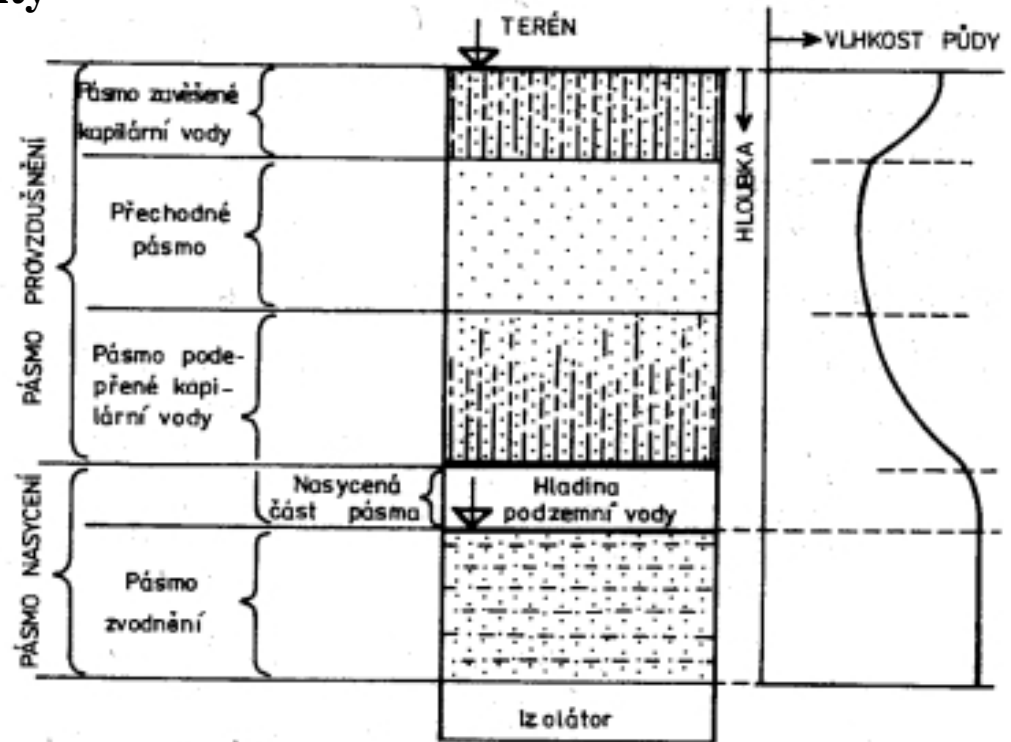 TERÉN
VLHKOST PŮDY
Pásmo zavěšené
kapilární vody
HLOUBKA
PÁSMO PROVZDUŠNĚNÍ
Přechodné
pásmo
Pásmo pode-
přené kapi-
lární vody
PÁSMO NASYCENÍ
Nasycená
část pásma
Hladina
podzemní vody
Pásmo
zvodnění
Izolátor